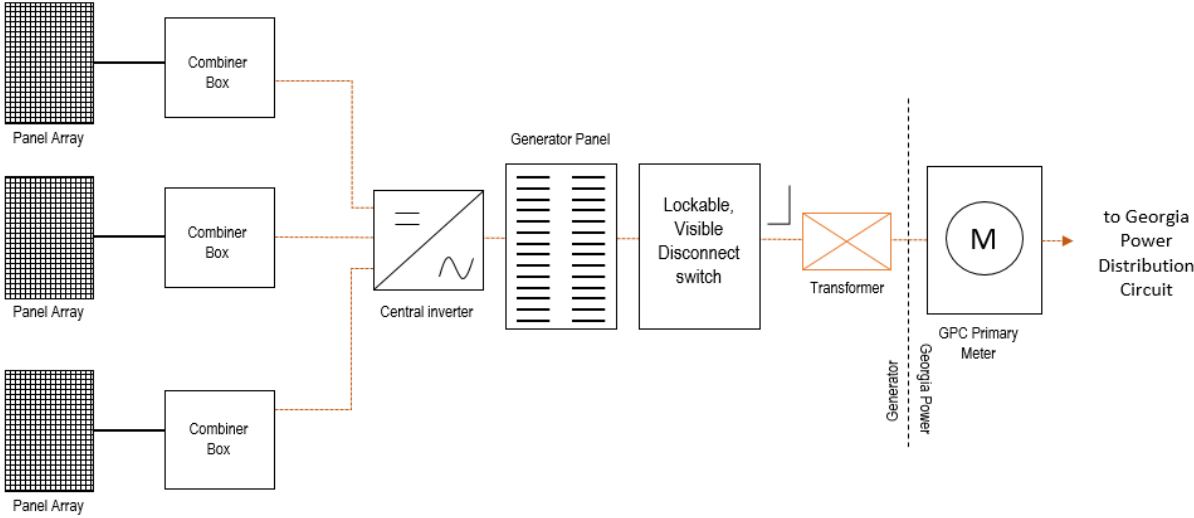 Combiner
Box
Panel Array
Combiner
Box
Panel Array
Combiner
Box
Panel Array
Central inverter
Generator Panel
Lockable,
Visible
Disconnect
switch
Transformer
Generator
Georgia Power
M
GPC Primary
Meter
to Georgia
Power
Distribution
Circuit